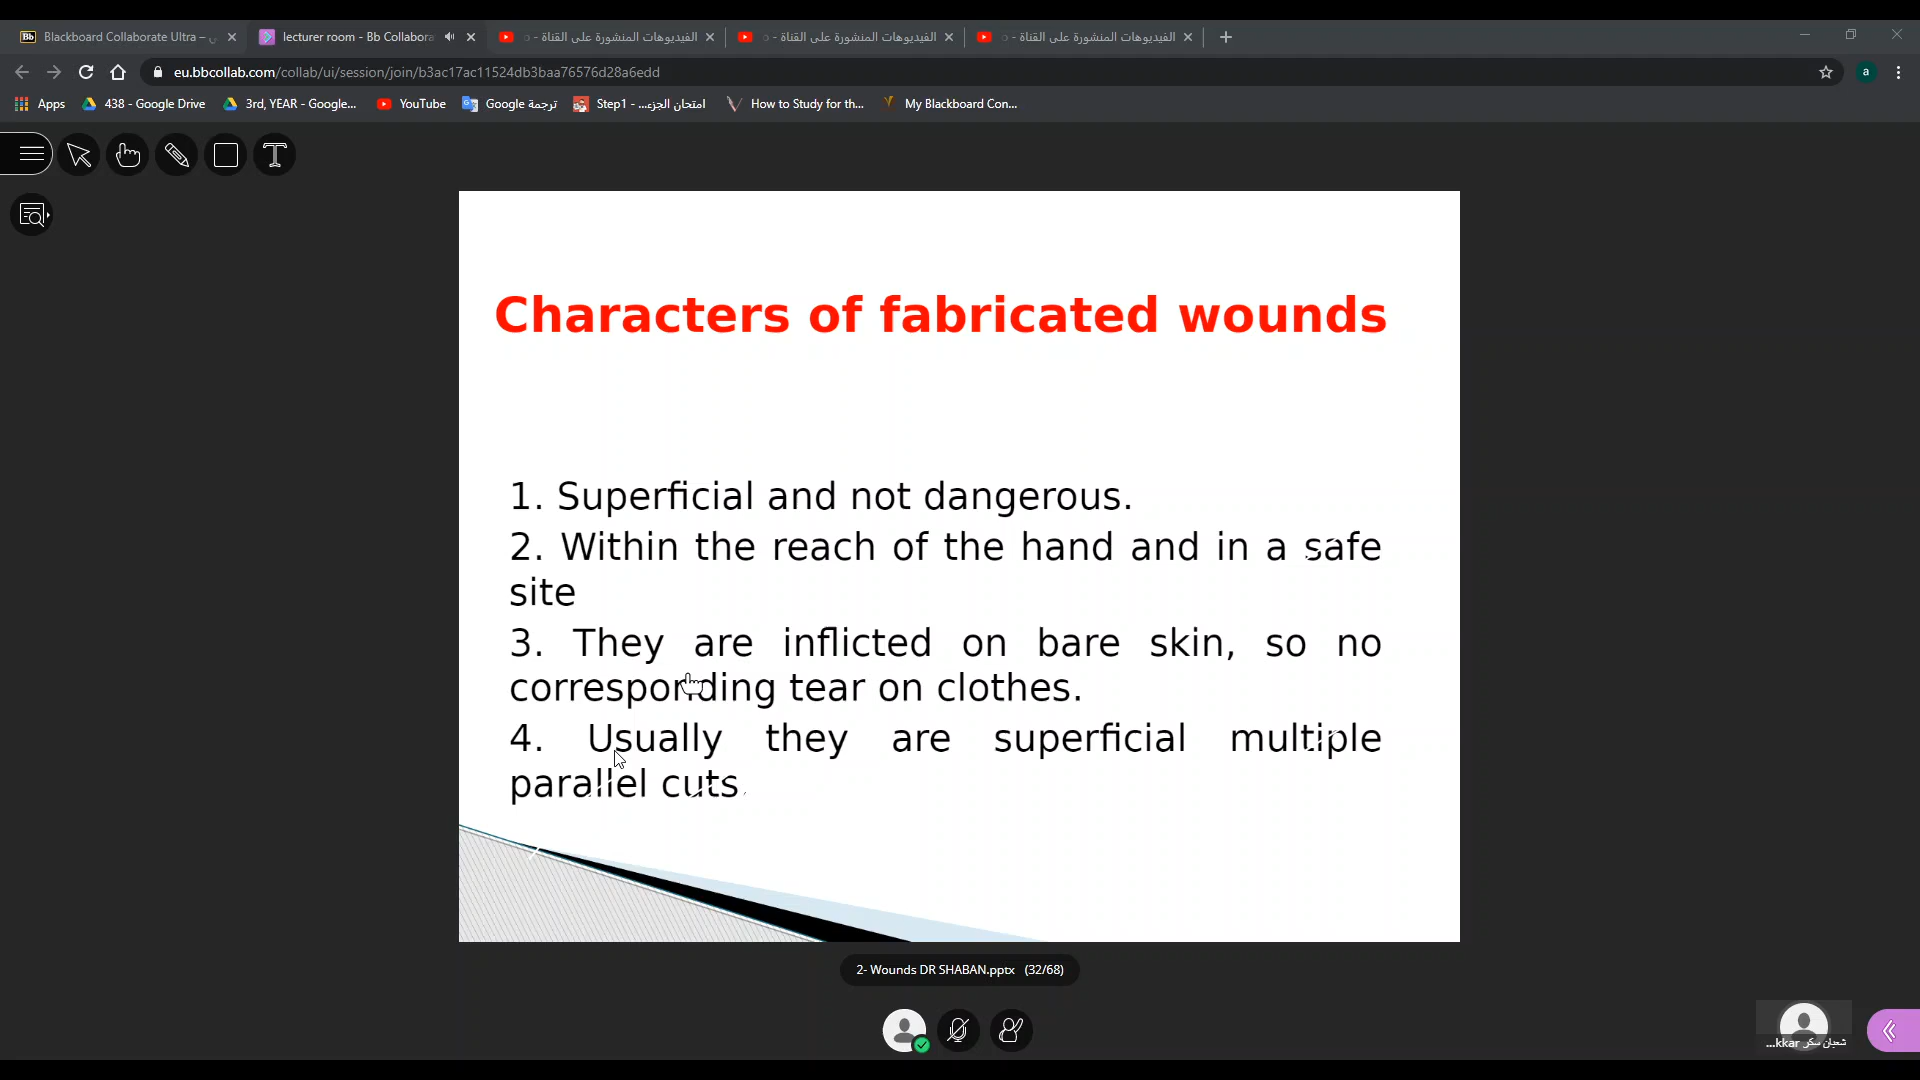 Blackboard Collaborate Ultra –
lecturer room - Bb Collabora
الفيديوهات المنشورة على القناة -
الفيديوهات المنشورة على القناة -
الفيديوهات المنشورة على القناة -
eu.bbcollab.com/collab/ui/session/join/b3ac17ac11524db3baa76576d28a6edd
a
Apps
438 - Google Drive
3rd, YEAR - Google...
YouTube
ترجمة Google
امتحان الجزء... - Step1
How to Study for th...
My Blackboard Con...
T
Characters of fabricated wounds
1. Superficial and not dangerous.
2. Within the reach of the hand and in a safe
site
3. They are inflicted on bare skin, so no
corresponding tear on clothes.
4. Usually they are superficial multiple
parallel cuts.
2- Wounds DR SHABAN.pptx (32/68)
شعبان سكر kkar...